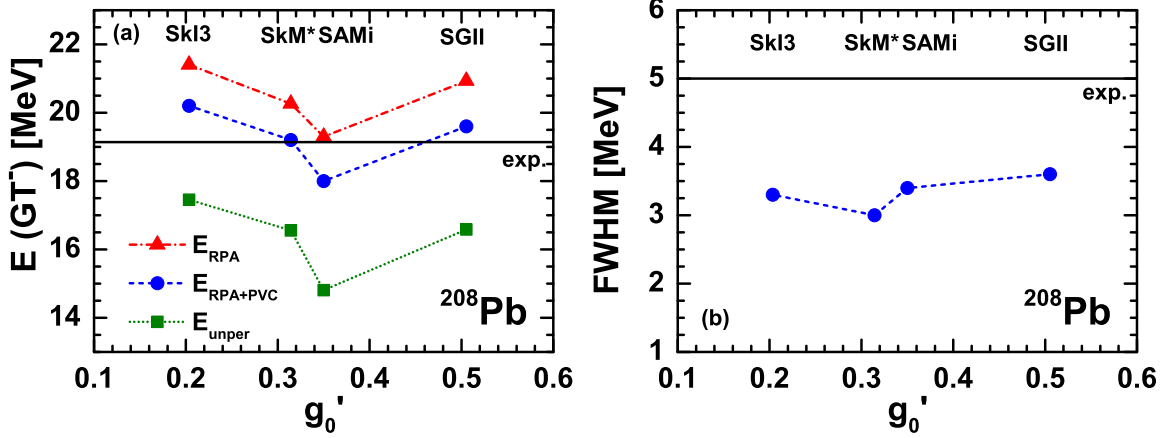 (a) SkI3 SkM* SAMi SGII
E (GT⁻) [MeV]
22
20
18
16
14
exp.
E_RPA
E_RPA+PVC
E_unper
²⁰⁸Pb
0.1 0.2 0.3 0.4 0.5 0.6
g₀'
SkI3 SkM* SAMi SGII
FWHM [MeV]
6
5
4
3
2
1
exp.
(b)
²⁰⁸Pb
0.1 0.2 0.3 0.4 0.5 0.6
g₀'